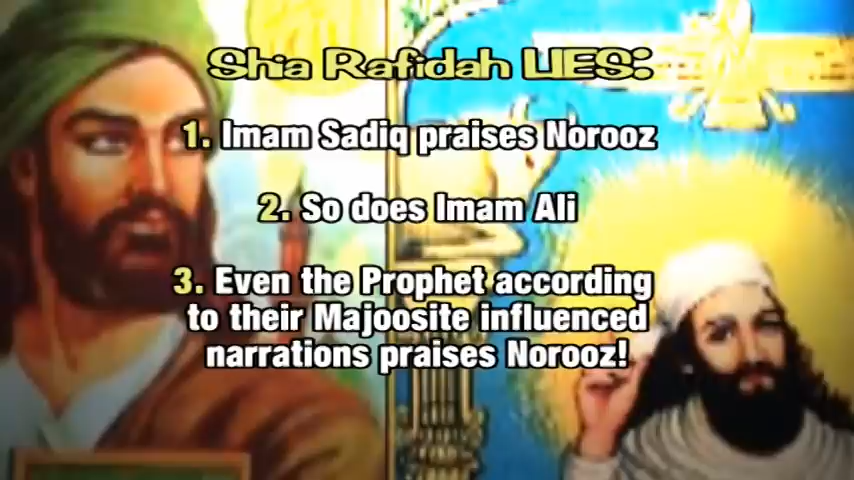 Shia Rafidah LIES:
1. Imam Sadiq praises Norooz
2. So does Imam Ali
3. Even the Prophet according
to their Majoosite influenced
narrations praises Norooz!